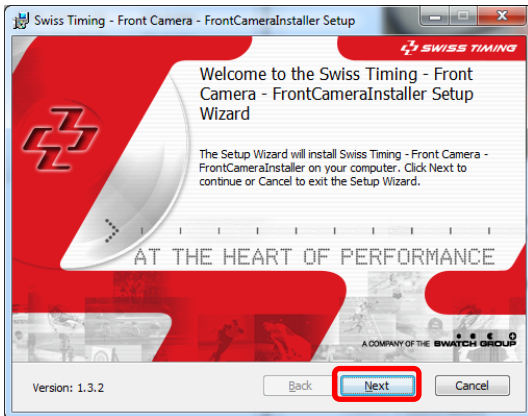 Swiss Timing - Front Camera - FrontCameraInstaller Setup
SWISS TIMING
Welcome to the Swiss Timing - Front
Camera - FrontCameraInstaller Setup
Wizard
The Setup Wizard will install Swiss Timing - Front Camera -
FrontCameraInstaller on your computer. Click Next to
continue or Cancel to exit the Setup Wizard.
AT THE HEART OF PERFORMANCE
A COMPANY OF THE SWATCH GROUP
Version: 1.3.2
Back
Next
Cancel